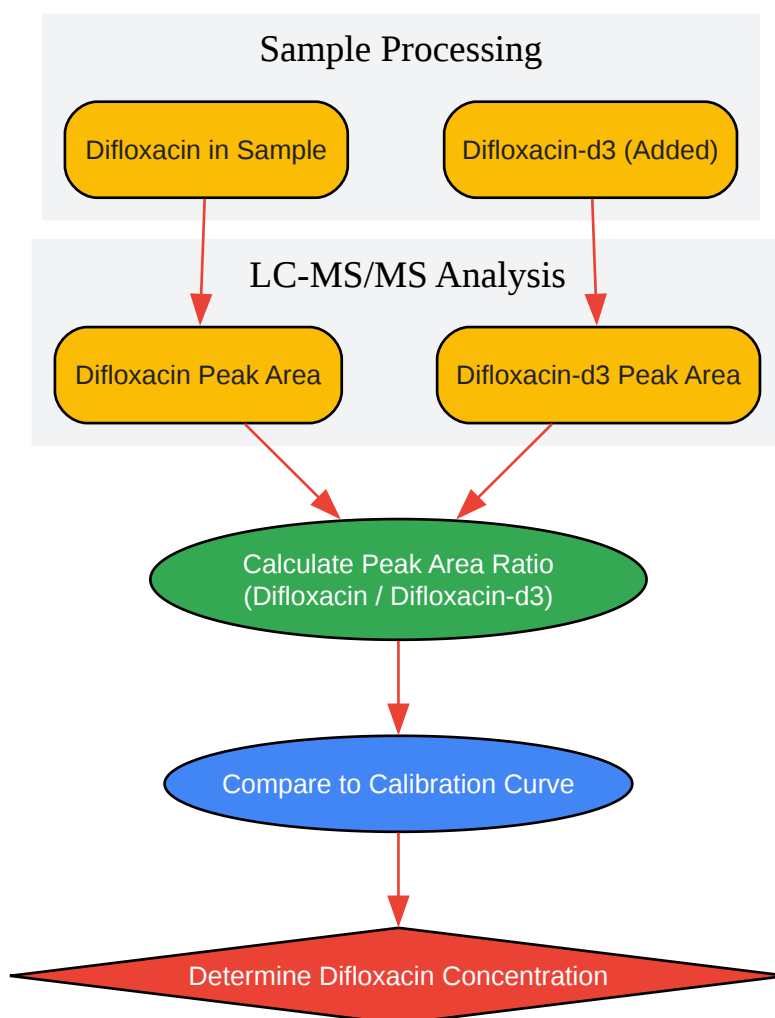 Sample Processing
Difloxacin in Sample
Difloxacin-d3 (Added)
LC-MS/MS Analysis
Difloxacin Peak Area
Difloxacin-d3 Peak Area
Calculate Peak Area Ratio
(Difloxacin / Difloxacin-d3)
Compare to Calibration Curve
Determine Difloxacin Concentration